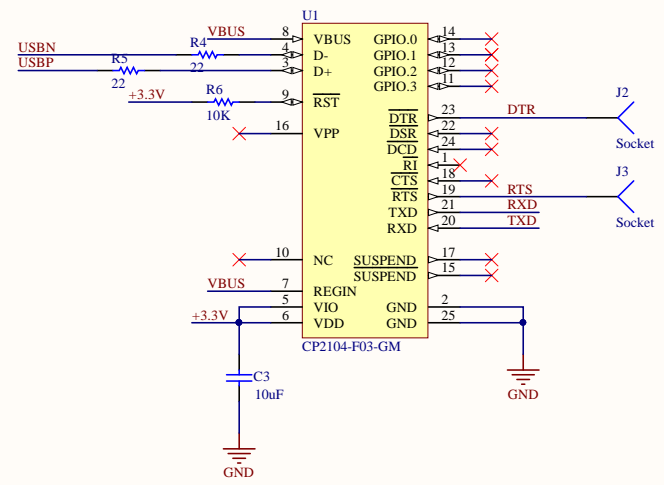 U1
VBUS 8 VBUS GPIO.0 14
USBN R4 4 D- GPIO.1 13
USBP R5 22 3 D+ GPIO.2 12
22 GPIO.3 11
+3.3V R6 9 RST
10K
J2
DTR 23 DTR
16 VPP DSR 22
Socket
DCD 24
RI 1
J3
CTS 18
RTS 19 RTS
TXD 21 RXD
RXD 20 TXD
Socket
10 NC SUSPEND 17
SUSPEND 15
VBUS 7 REGIN
5 VIO GND 2
+3.3V 6 VDD GND 25
CP2104-F03-GM
C3
10uF
GND
GND